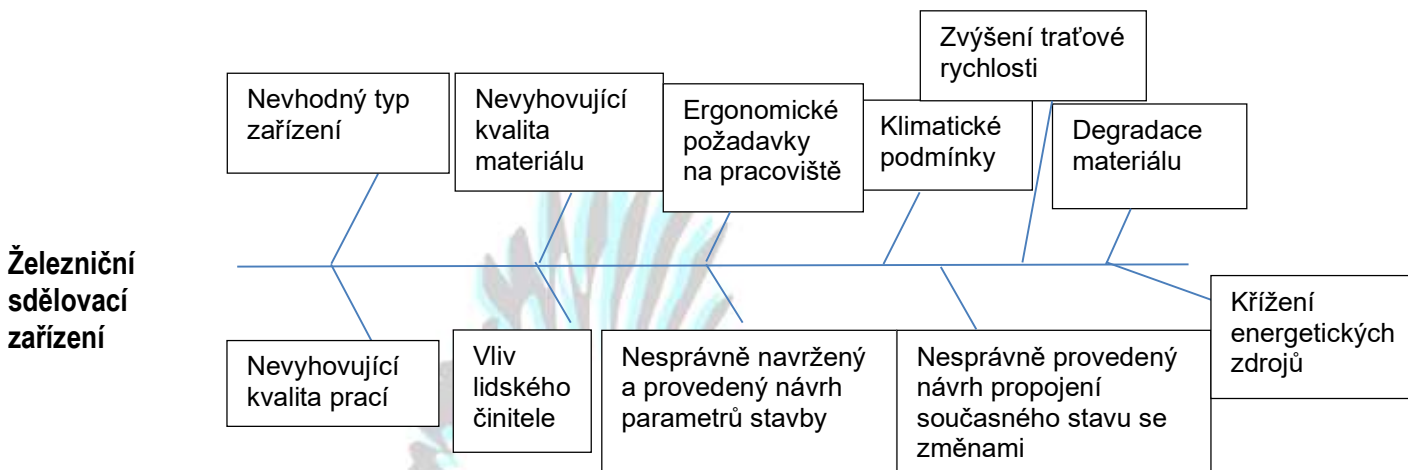 Zvýšení traťové
rychlosti
Nevhodný typ
zařízení
Nevyhovující
kvalita
materiálu
Ergonomické
požadavky
na pracoviště
Klimatické
podmínky
Degradace
materiálu
Železniční
sdělovací
zařízení
Nevyhovující
kvalita prací
Vliv
lidského
činitele
Nesprávně navržený
a provedený návrh
parametrů stavby
Nesprávně provedený
návrh propojení
současného stavu se
změnami
Křížení
energetických
zdrojů